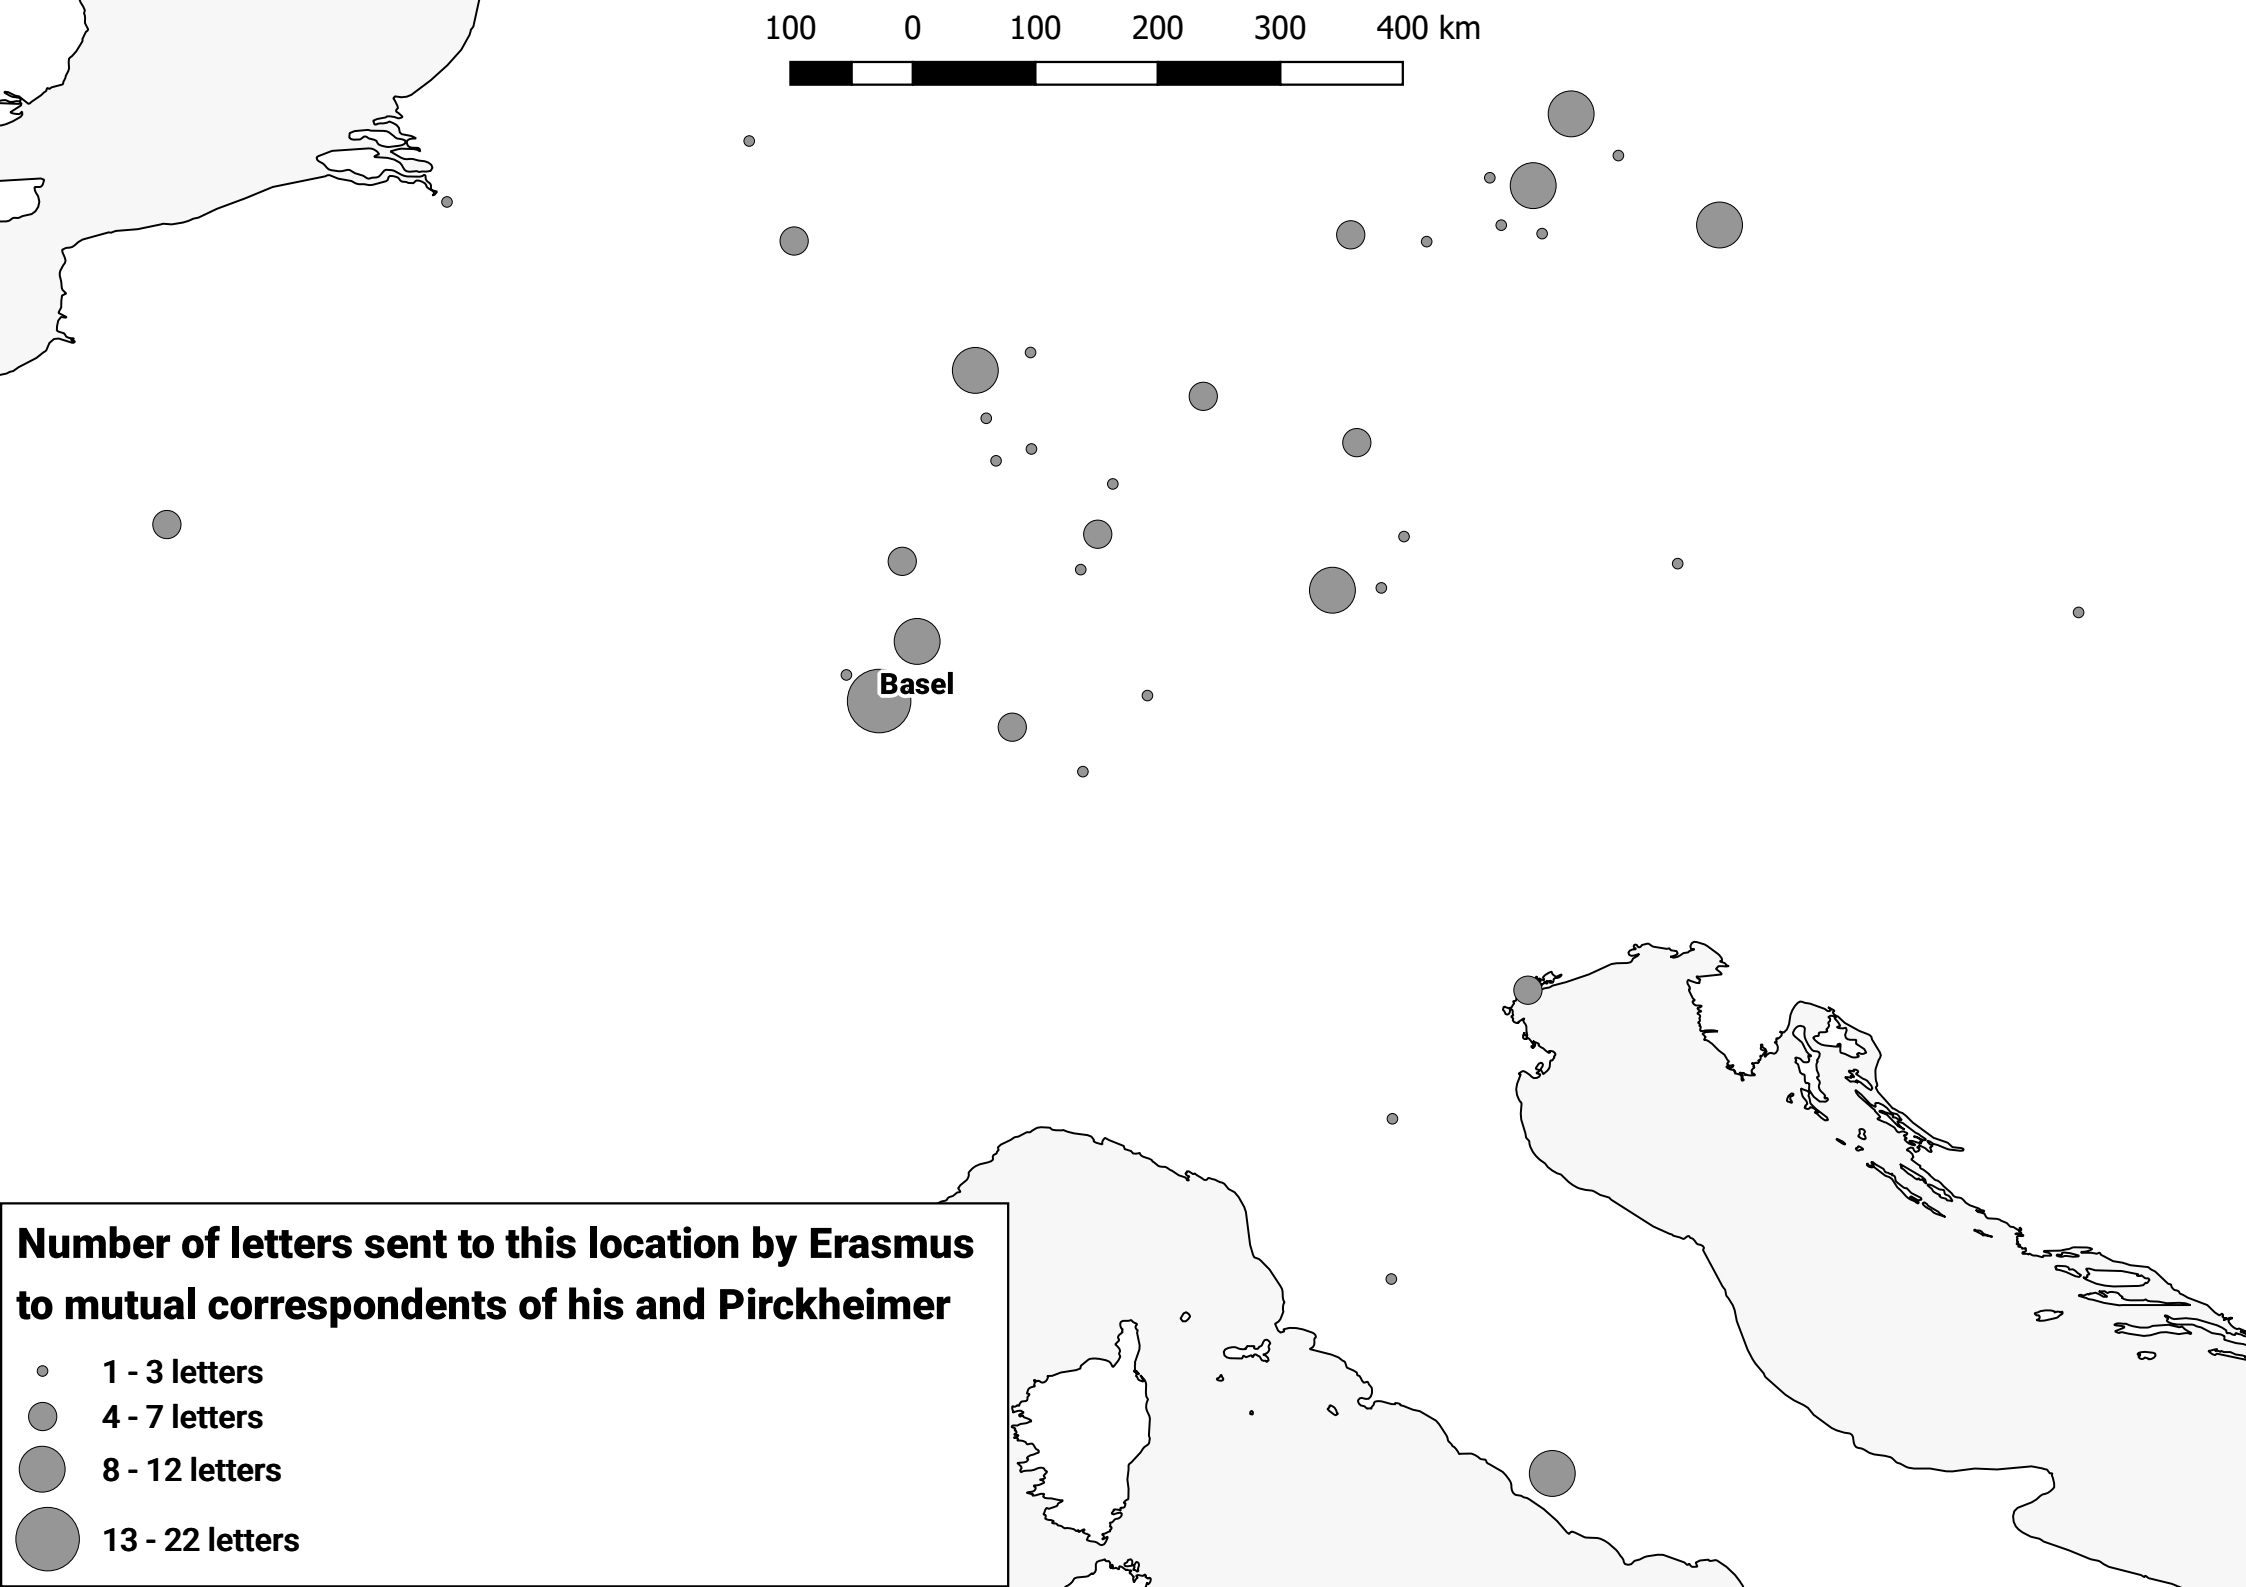 100 0 100 200 300 400 km
Basel
Number of letters sent to this location by Erasmus
to mutual correspondents of his and Pirckheimer
1 - 3 letters
4 - 7 letters
8 - 12 letters
13 - 22 letters